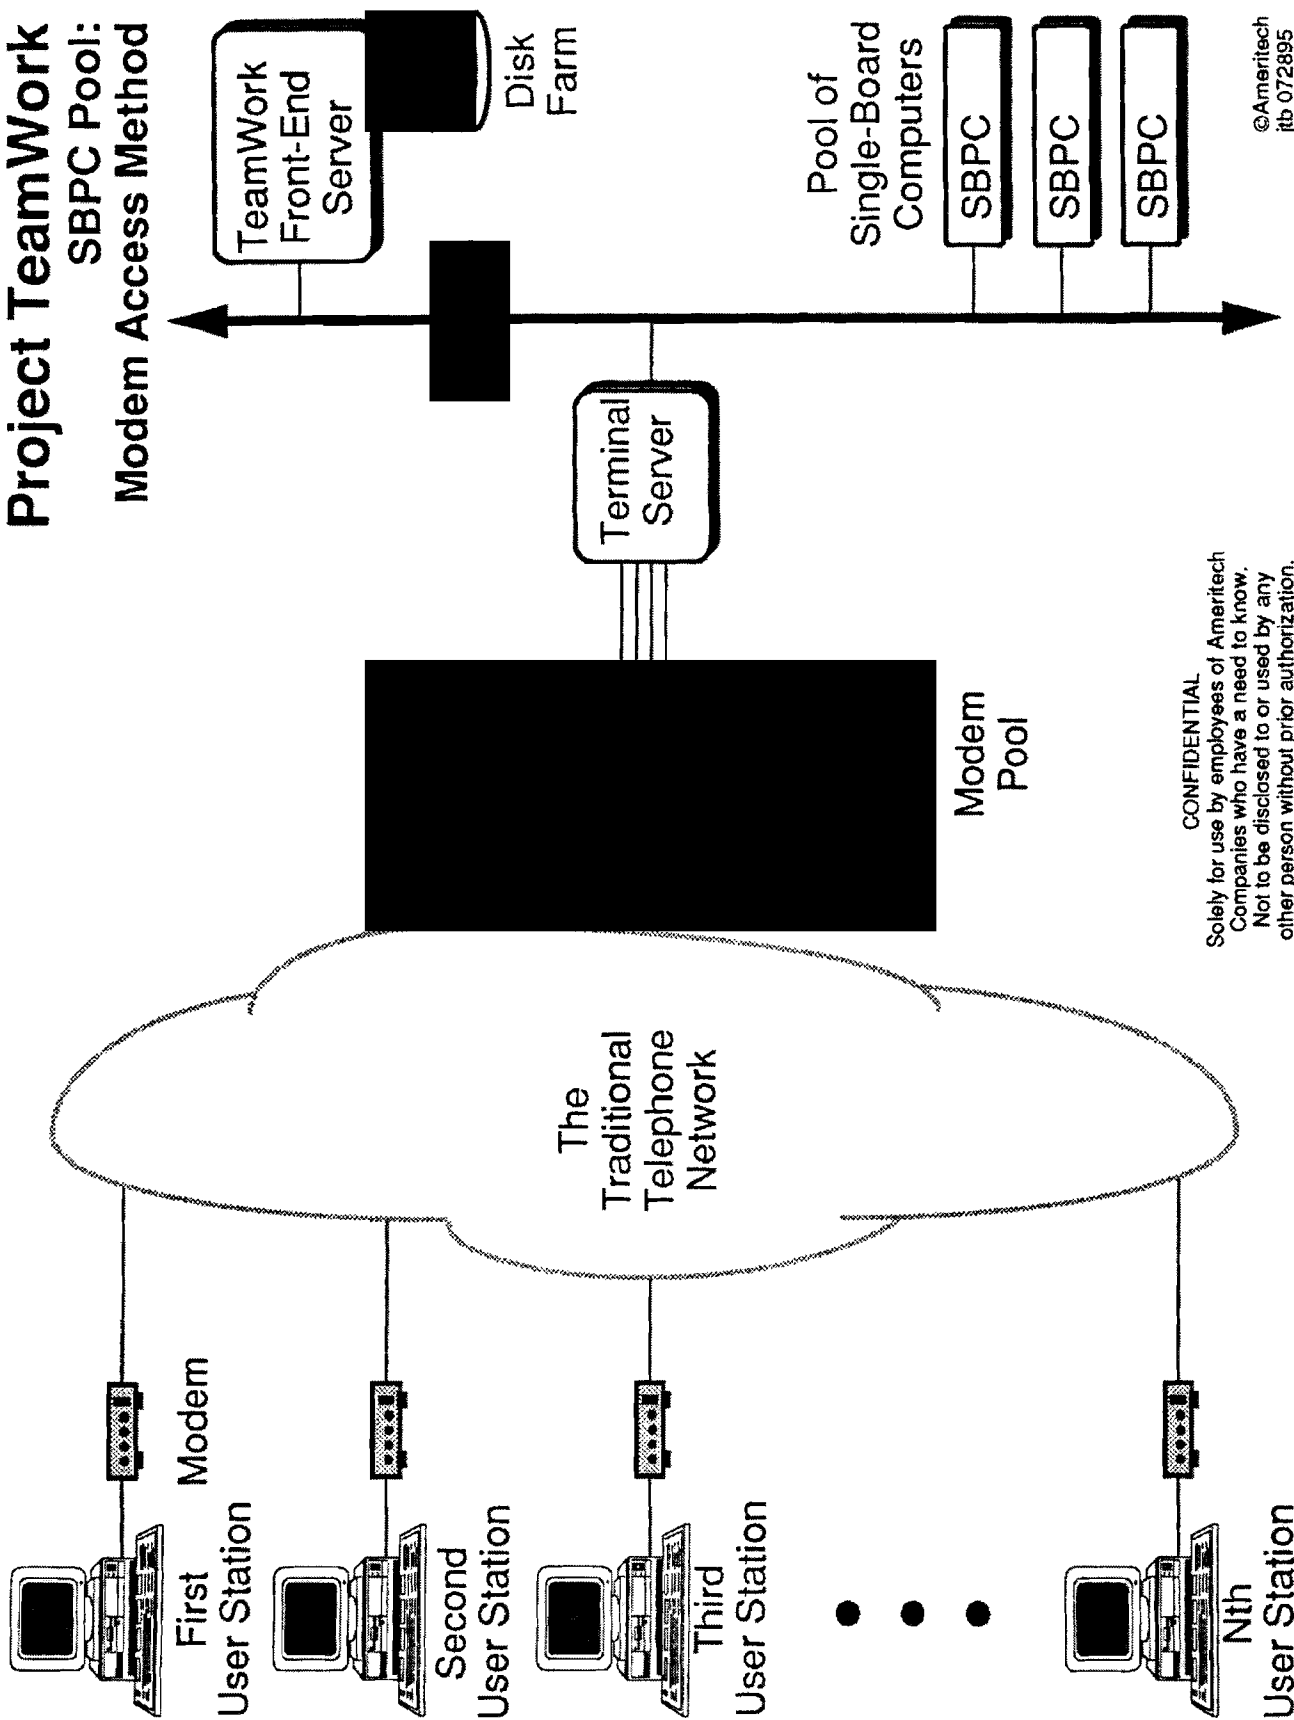 Project TeamWork
SBPC Pool:
Modem Access Method
First
User Station
Modem
Second
User Station
Third
User Station
Nth
User Station
The
Traditional
Telephone
Network
Modem
Pool
Terminal
Server
TeamWork
Front-End
Server
Disk
Farm
Pool of
Single-Board
Computers
SBPC
SBPC
SBPC
CONFIDENTIAL
Solely for use by employees of Ameritech
Companies who have a need to know.
Not to be disclosed to or used by any
other person without prior authorization.
©Ameritech
jtb 072895